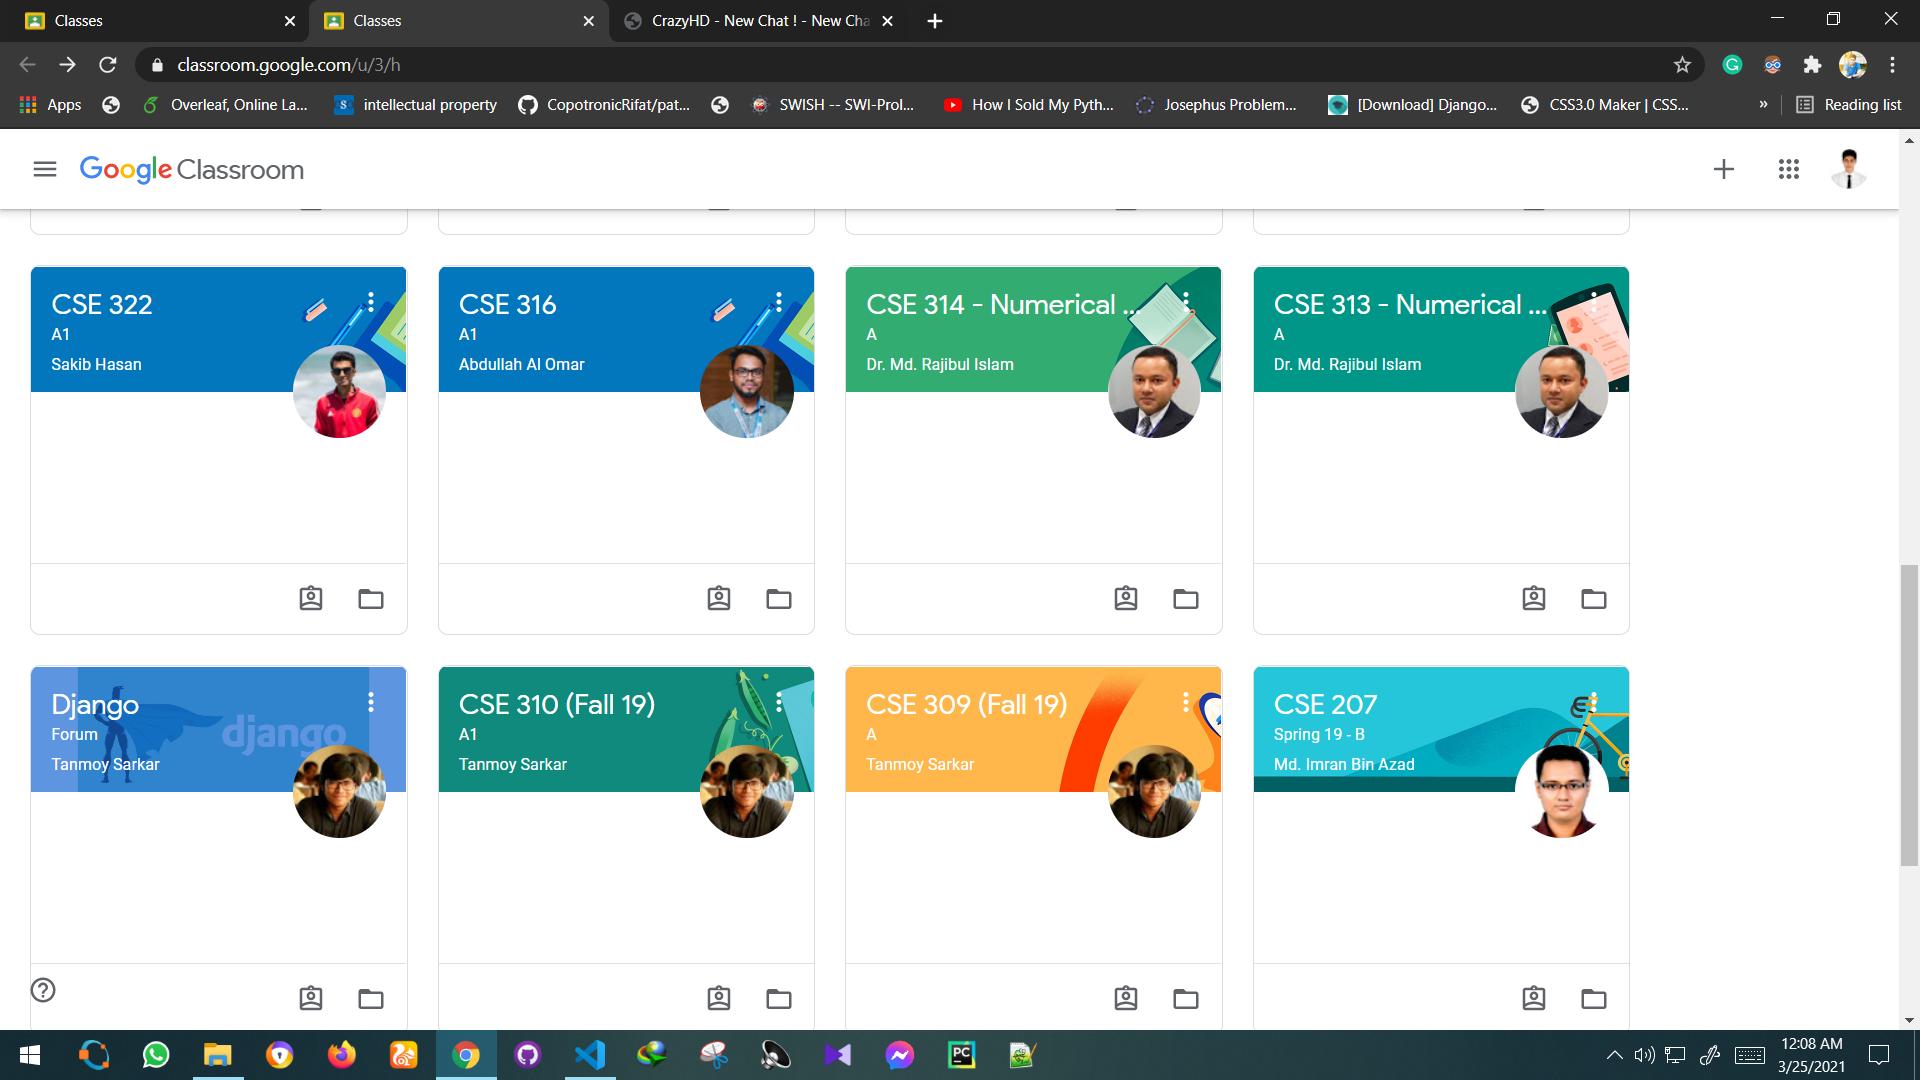 Classes
Classes
CrazyHD - New Chat ! - New Cha
classroom.google.com/u/3/h
Apps
Overleaf, Online La...
intellectual property
CopotronicRifat/pat...
SWISH -- SWI-Prol...
How I Sold My Pyth...
Josephus Problem...
[Download] Django...
CSS3.0 Maker | CSS...
»
Reading list
Google Classroom
CSE 322
A1
Sakib Hasan
CSE 316
A1
Abdullah Al Omar
CSE 314 - Numerical ...
A
Dr. Md. Rajibul Islam
CSE 313 - Numerical ...
A
Dr. Md. Rajibul Islam
Django
Forum
django
Tanmoy Sarkar
CSE 310 (Fall 19)
A1
Tanmoy Sarkar
CSE 309 (Fall 19)
A
Tanmoy Sarkar
CSE 207
Spring 19 - B
Md. Imran Bin Azad
PC
12:08 AM
3/25/2021